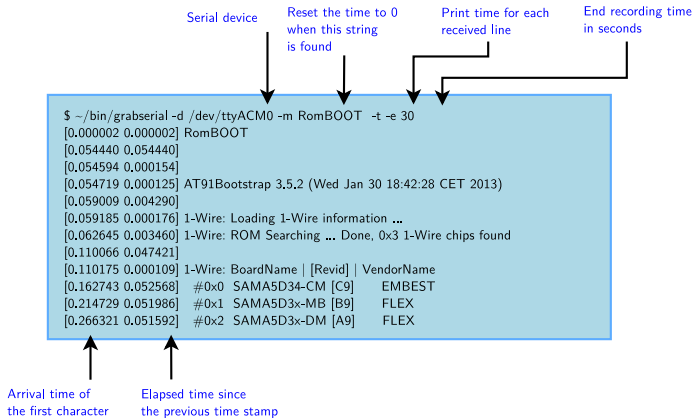 Serial device
Reset the time to 0
when this string
is found
Print time for each
received line
End recording time
in seconds
$ ~/bin/grabserial -d /dev/ttyACM0 -m RomBOOT -t -e 30
[0.000002 0.000002] RomBOOT
[0.054440 0.054440]
[0.054594 0.000154]
[0.054719 0.000125] AT91Bootstrap 3.5.2 (Wed Jan 30 18:42:28 CET 2013)
[0.059009 0.004290]
[0.059185 0.000176] 1-Wire: Loading 1-Wire information ...
[0.062645 0.003460] 1-Wire: ROM Searching ... Done, 0x3 1-Wire chips found
[0.110066 0.047421]
[0.110175 0.000109] 1-Wire: BoardName | [Revid] | VendorName
[0.162743 0.052568] #0x0 SAMA5D34-CM [C9] EMBEST
[0.214729 0.051986] #0x1 SAMA5D3x-MB [B9] FLEX
[0.266321 0.051592] #0x2 SAMA5D3x-DM [A9] FLEX
Arrival time of
the first character
Elapsed time since
the previous time stamp